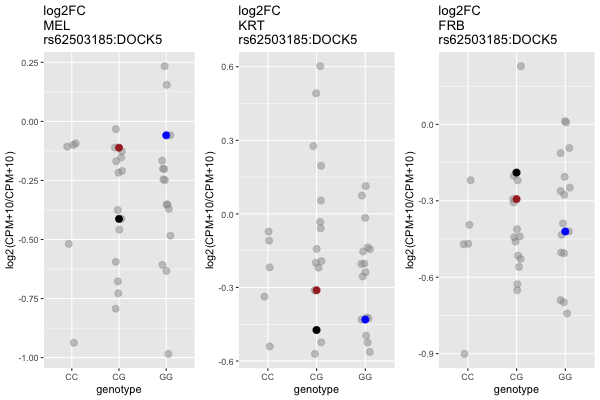 log2FC
MEL
rs62503185:DOCK5
log2(CPM+10/CPM+10)
0.25
0.00
-0.25
-0.50
-0.75
-1.00
CC CG GG
genotype
log2FC
KRT
rs62503185:DOCK5
log2(CPM+10/CPM+10)
0.6
0.3
0.0
-0.3
-0.6
CC CG GG
genotype
log2FC
FRB
rs62503185:DOCK5
log2(CPM+10/CPM+10)
0.0
-0.3
-0.6
-0.9
CC CG GG
genotype